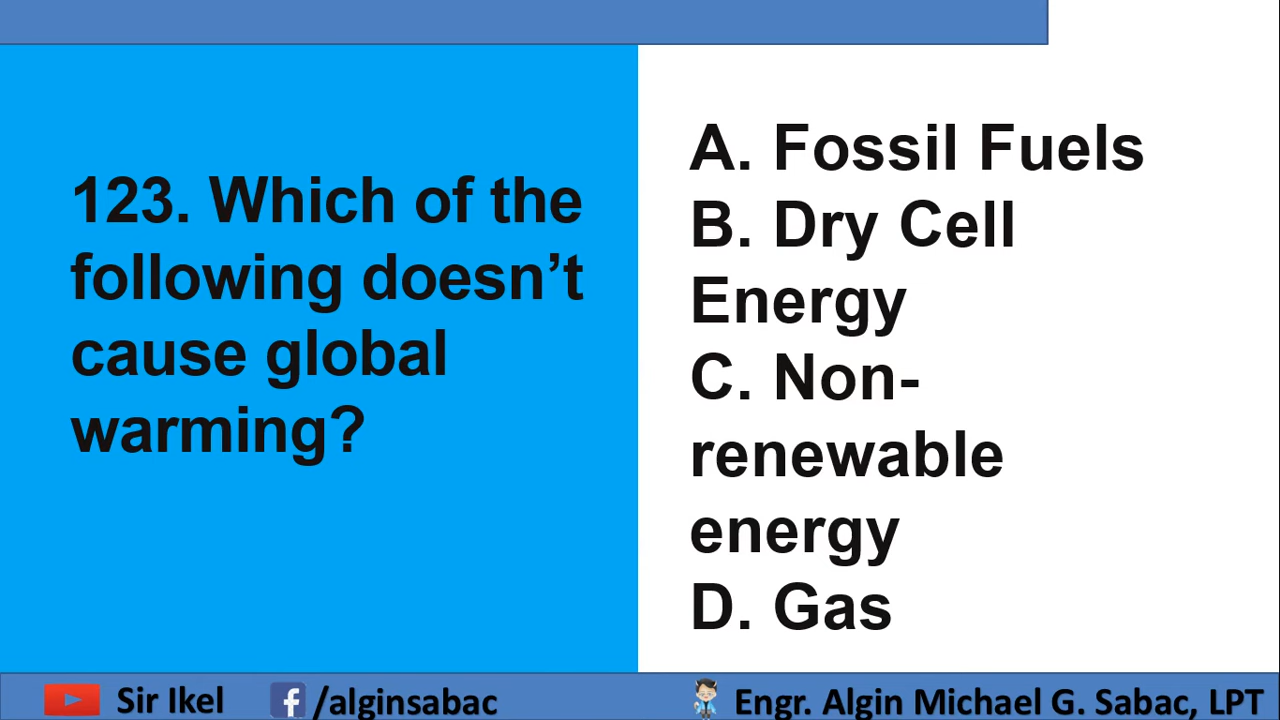 123. Which of the
following doesn’t
cause global
warming?
A. Fossil Fuels
B. Dry Cell
Energy
C. Non-
renewable
energy
D. Gas
Sir Ikel
/alginsabac
Engr. Algin Michael G. Sabac, LPT